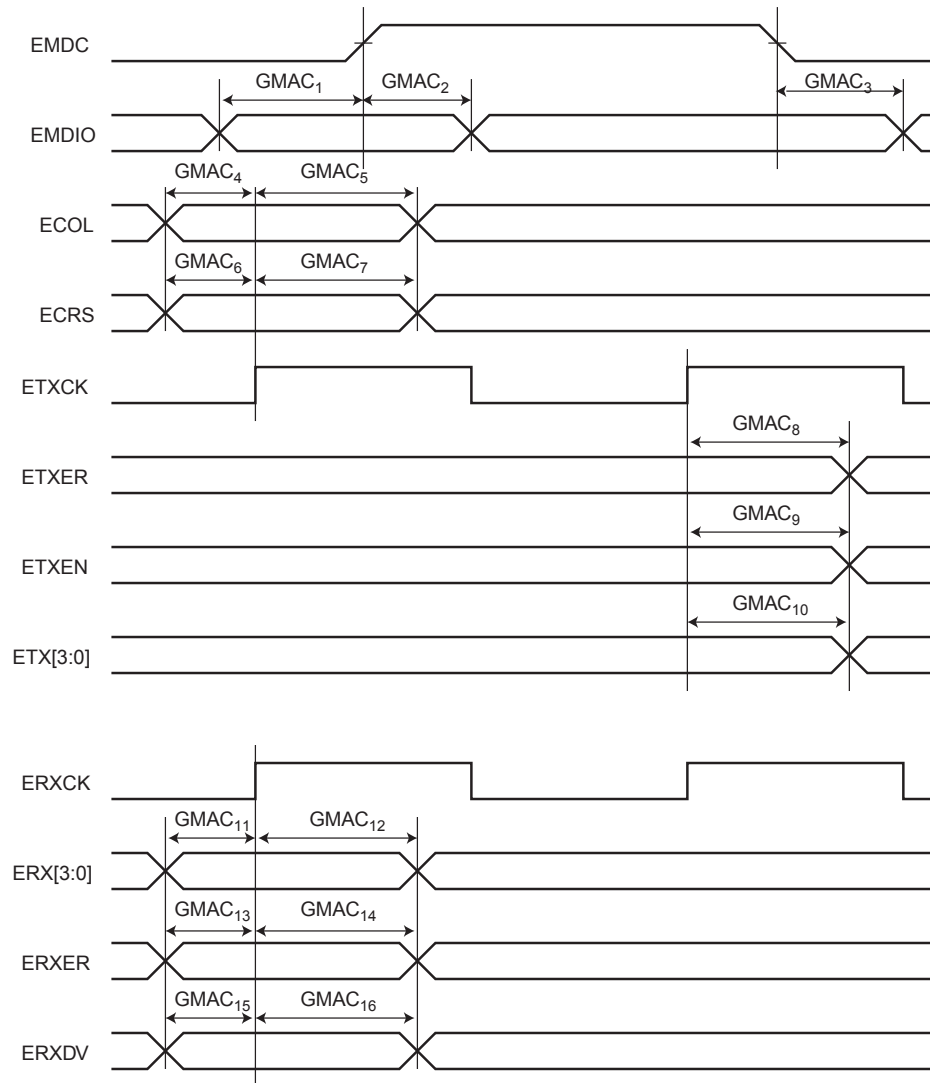 EMDC
GMAC₁ GMAC₂ GMAC₃
EMDIO
GMAC₄ GMAC₅
ECOL
GMAC₆ GMAC₇
ECRS
ETXCK
GMAC₈
ETXER
GMAC₉
ETXEN
GMAC₁₀
ETX[3:0]
ERXCK
GMAC₁₁ GMAC₁₂
ERX[3:0]
GMAC₁₃ GMAC₁₄
ERXER
GMAC₁₅ GMAC₁₆
ERXDV